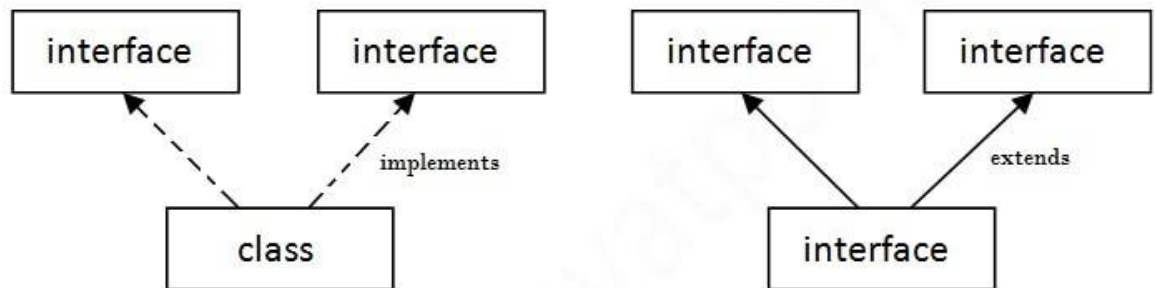 interface interface interface interface
implements extends
class interface